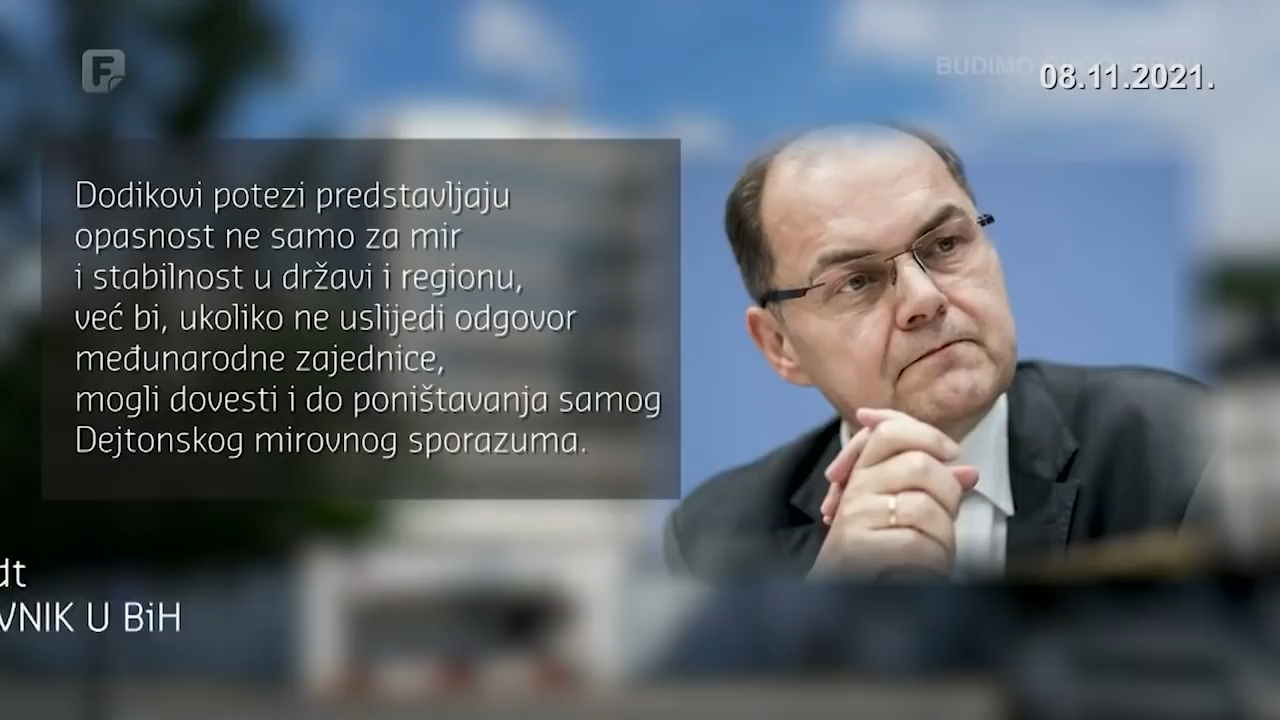 F
BUDIMO
08.11.2021.
Dodikovi potezi predstavljaju
opasnost ne samo za mir
i stabilnost u državi i regionu,
već bi, ukoliko ne uslijedi odgovor
međunarodne zajednice,
mogli dovesti i do poništavanja samog
Dejtonskog mirovnog sporazuma.
dt
VNIK U BiH